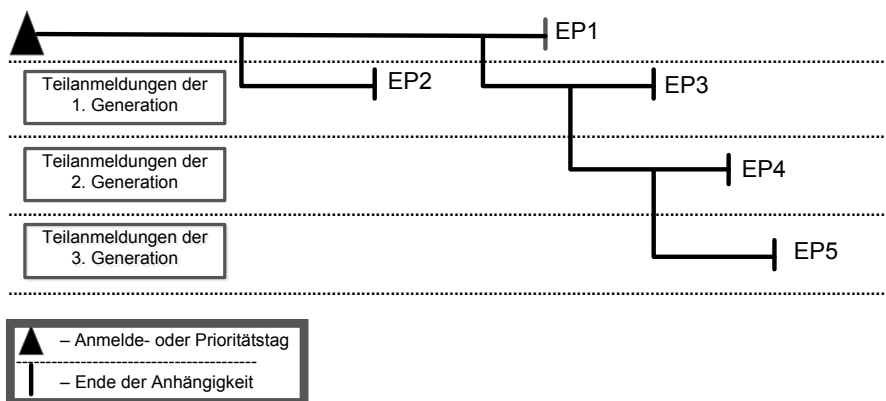 EP1
Teilanmeldungen der
1. Generation
EP2
EP3
Teilanmeldungen der
2. Generation
EP4
Teilanmeldungen der
3. Generation
EP5
– Anmelde- oder Prioritätstag
– Ende der Anhängigkeit